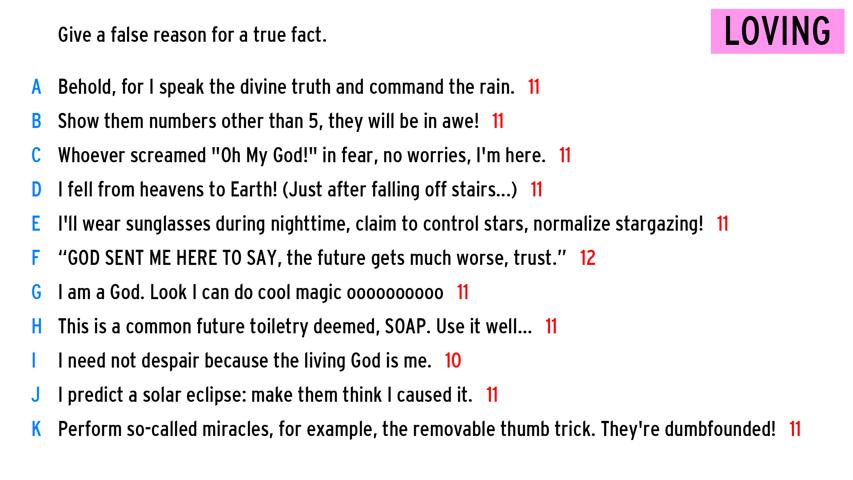 Give a false reason for a true fact.
LOVING
A Behold, for I speak the divine truth and command the rain. 11
B Show them numbers other than 5, they will be in awe! 11
C Whoever screamed "Oh My God!" in fear, no worries, I'm here. 11
D I fell from heavens to Earth! (Just after falling off stairs...) 11
E I'll wear sunglasses during nighttime, claim to control stars, normalize stargazing! 11
F “GOD SENT ME HERE TO SAY, the future gets much worse, trust.” 12
G I am a God. Look I can do cool magic oooooooooo 11
H This is a common future toiletry deemed, SOAP. Use it well... 11
I I need not despair because the living God is me. 10
J I predict a solar eclipse: make them think I caused it. 11
K Perform so-called miracles, for example, the removable thumb trick. They're dumbfounded! 11